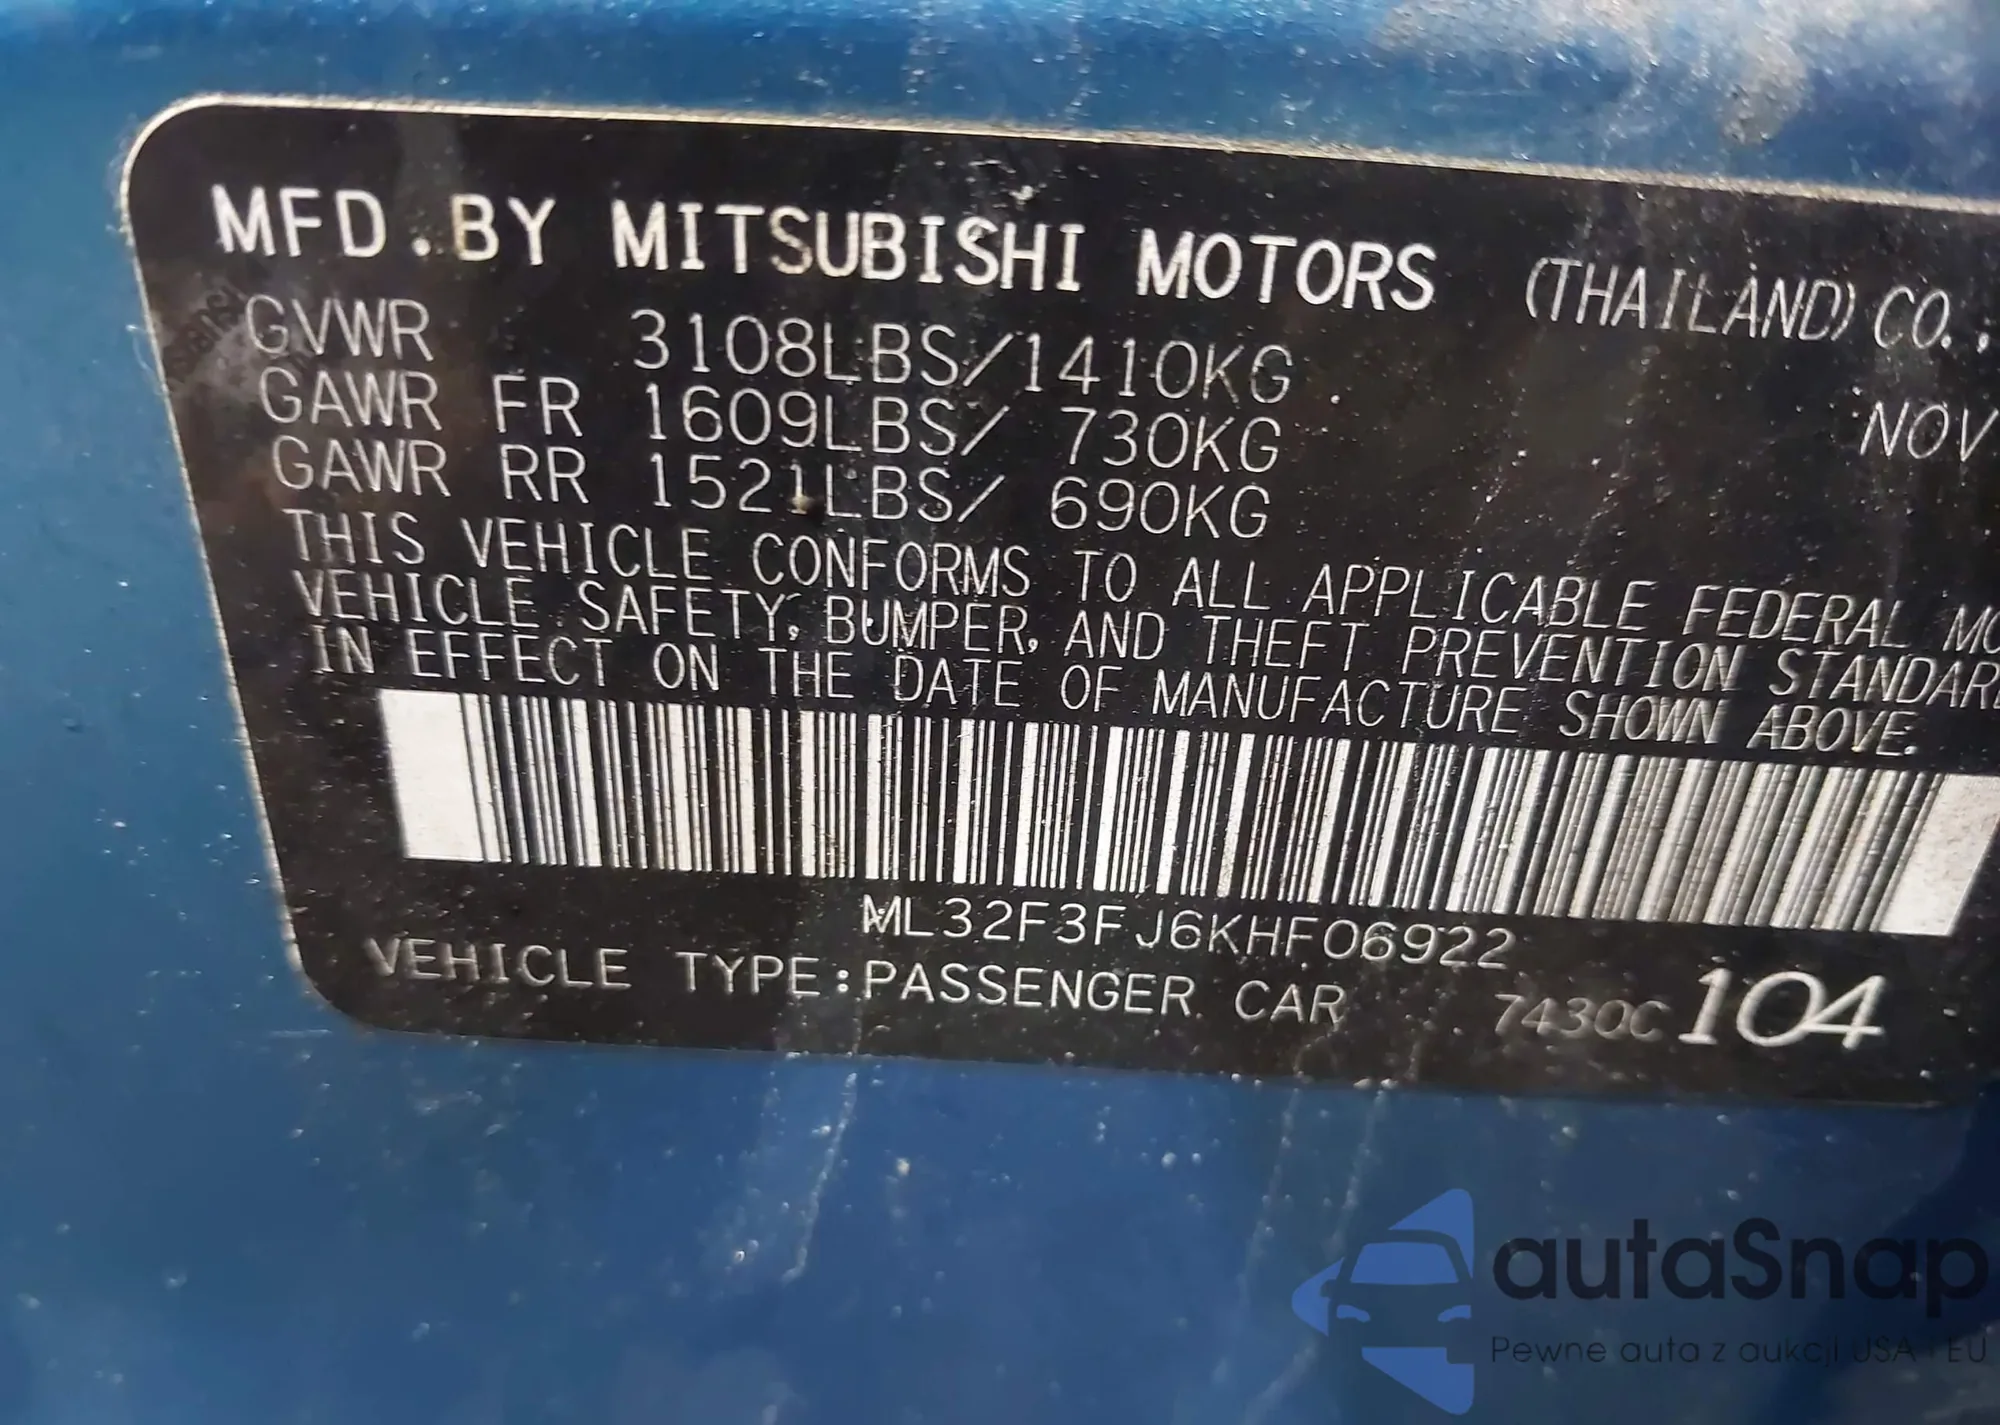 MFD.BY MITSUBISHI MOTORS (THAILAND) CO.,
GVWR 3108LBS/1410KG
NOV
GAWR FR 1609LBS/ 730KG
GAWR RR 1521LBS/ 690KG
THIS VEHICLE CONFORMS TO ALL APPLICABLE FEDERAL MO
VEHICLE SAFETY, BUMPER, AND THEFT PREVENTION STANDARD
IN EFFECT ON THE DATE OF MANUFACTURE SHOWN ABOVE.
ML32F3FJ6KHF06922
VEHICLE TYPE:PASSENGER CAR 7430C 104
autaSnap
Pewne auta z aukcji USA i EU